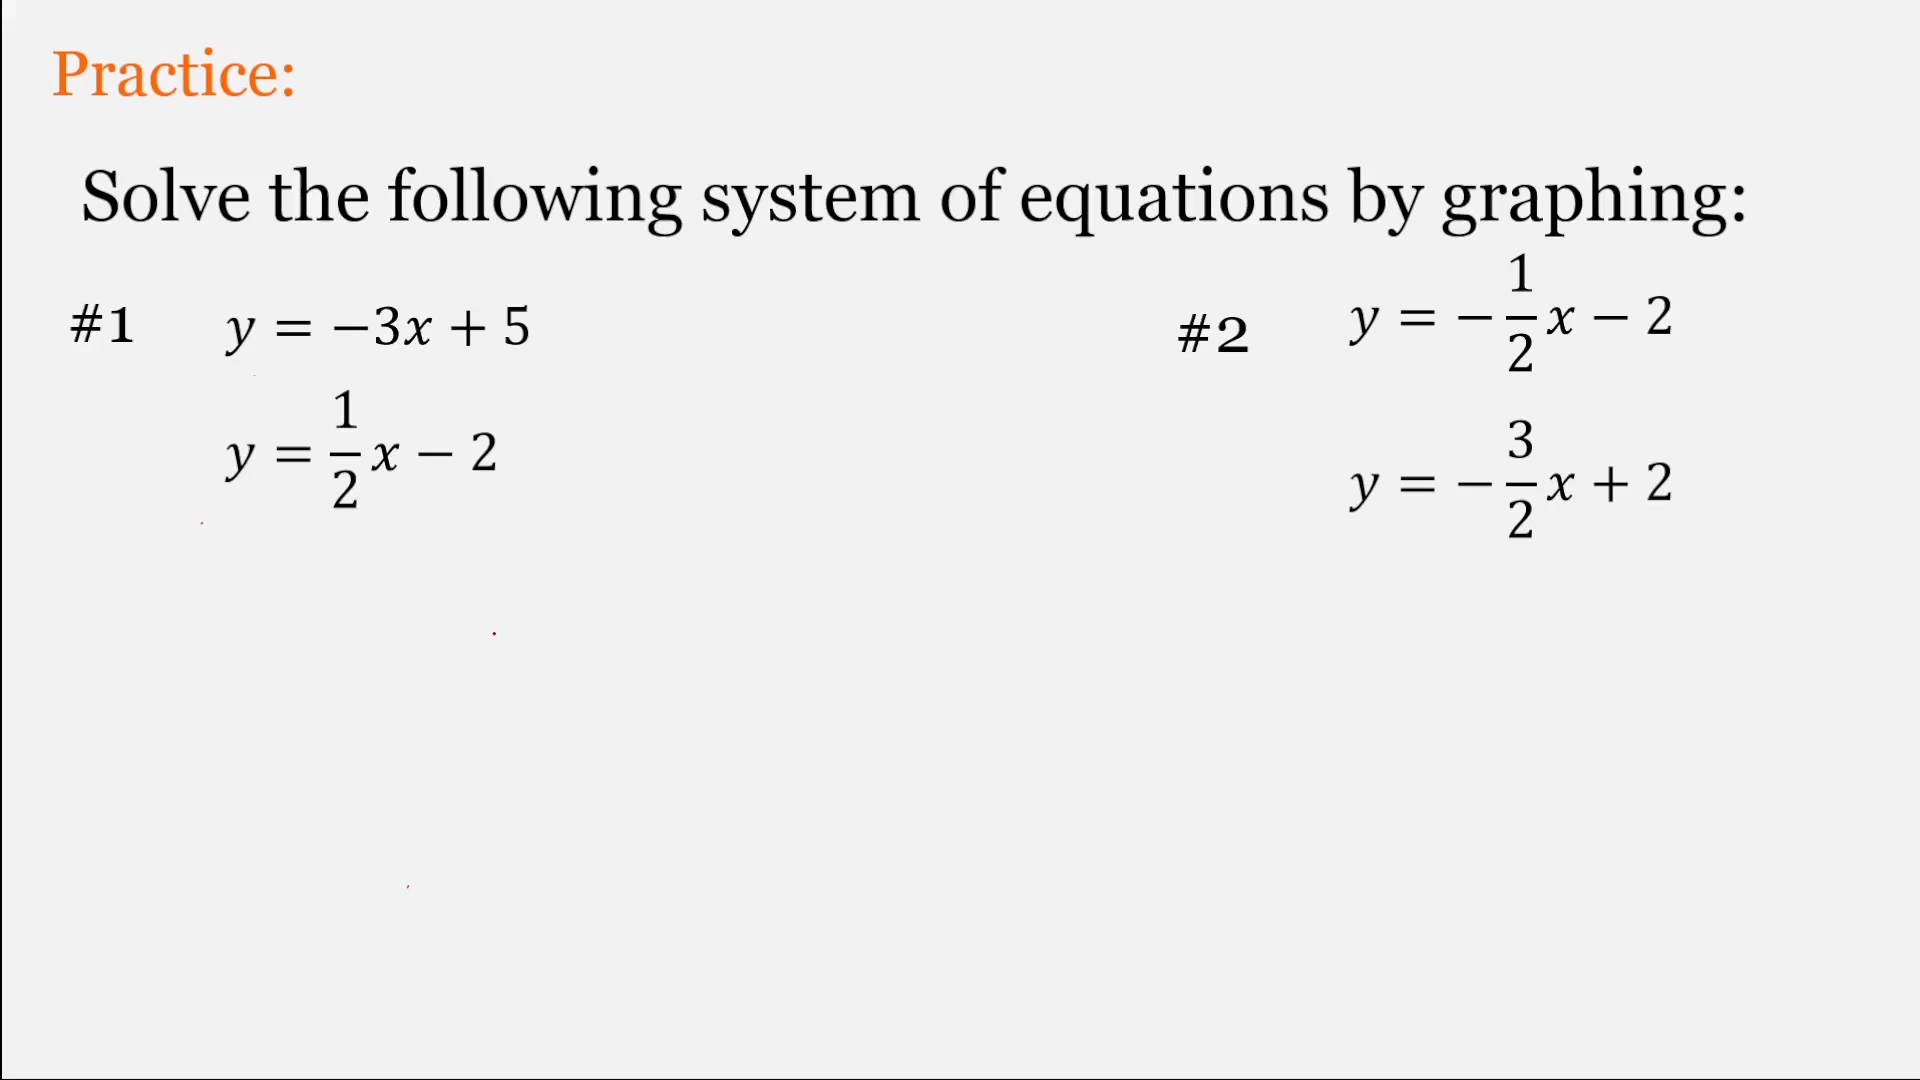 Practice:
Solve the following system of equations by graphing:
#1 y = −3x + 5
y = 1/2 x − 2
#2 y = −1/2 x − 2
y = −3/2 x + 2